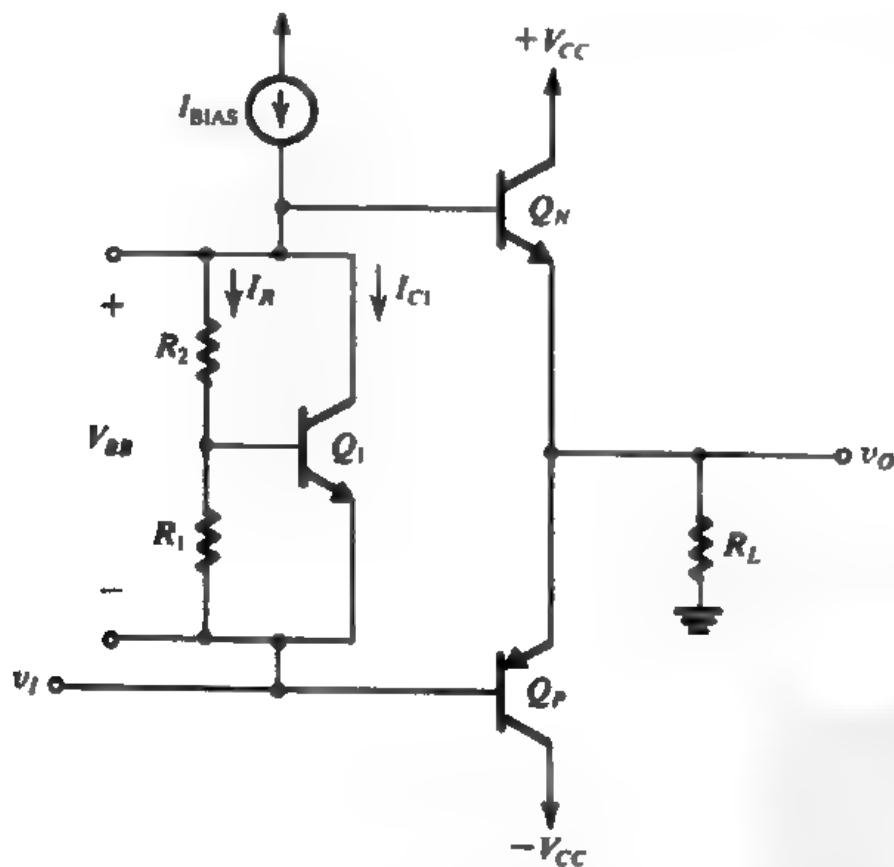 +V_CC
I_BIAS
Q_N
+
I_R
I_C1
R_2
V_BB
Q_1
v_O
R_1
R_L
−
v_I
Q_P
−V_CC